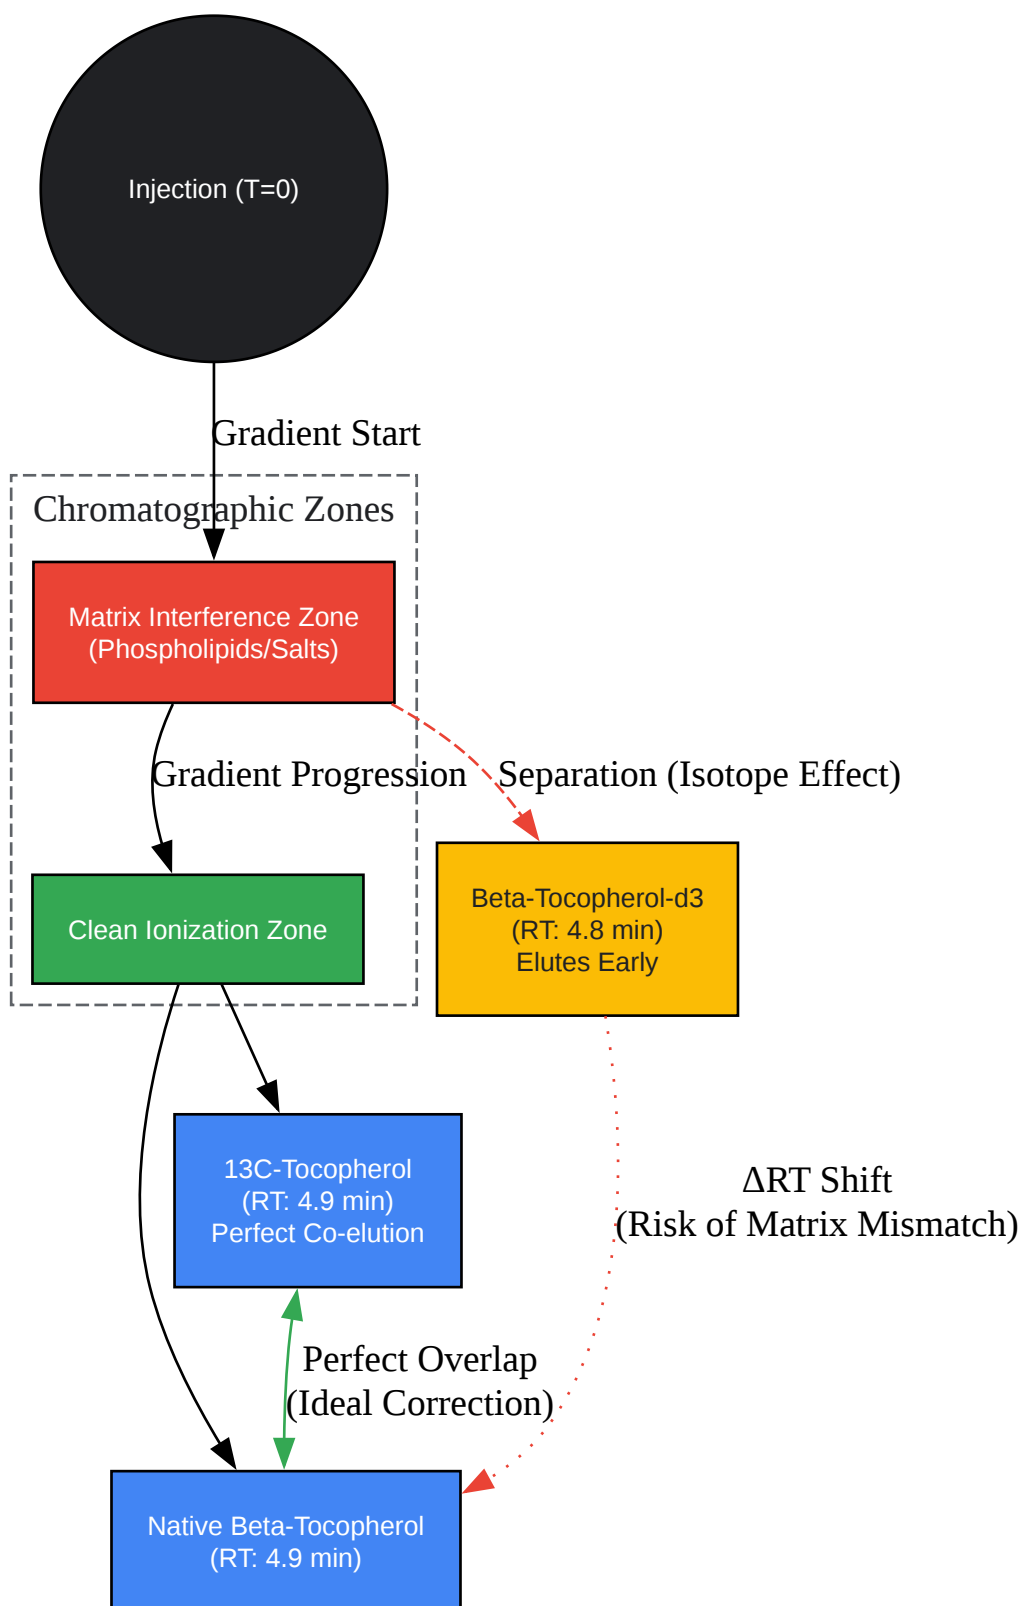 Injection (T=0)
Gradient Start
Chromatographic Zones
Matrix Interference Zone
(Phospholipids/Salts)
Gradient Progression
Separation (Isotope Effect)
Beta-Tocopherol-d3
(RT: 4.8 min)
Elutes Early
Clean Ionization Zone
13C-Tocopherol
(RT: 4.9 min)
Perfect Co-elution
ΔRT Shift
(Risk of Matrix Mismatch)
Perfect Overlap
(Ideal Correction)
Native Beta-Tocopherol
(RT: 4.9 min)